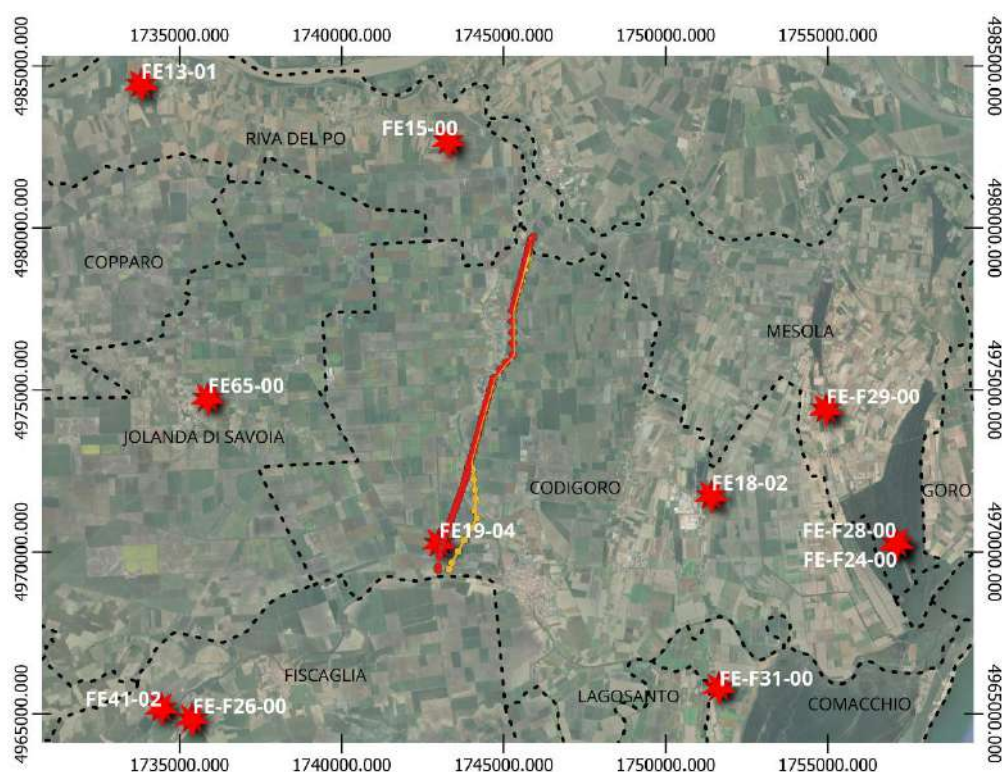 1735000.000 1740000.000 1745000.000 1750000.000 1755000.000
4985000.000
4985000.000
FE13-01
RIVA DEL PO
FE15-00
4980000.000
4980000.000
COPPARO
MESOLA
4975000.000
4975000.000
FE65-00
FE-F29-00
JOLANDA DI SAVOIA
CODIGORO
FE18-02
GORO
FE19-04
FE-F28-00
FE-F24-00
4970000.000
4970000.000
FISCAGLIA
FE41-02
FE-F26-00
LAGOSANTO
FE-F31-00
COMACCHIO
4965000.000
4965000.000
1735000.000 1740000.000 1745000.000 1750000.000 1755000.000